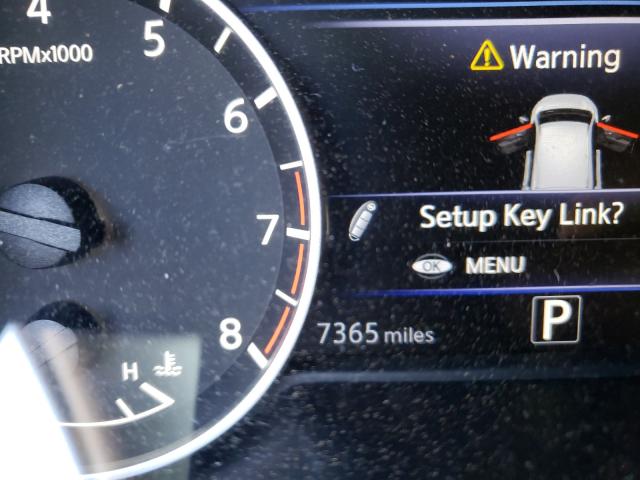 4
RPMx1000
5
6
7
8
H
Warning
Setup Key Link?
OK MENU
P
7365 miles